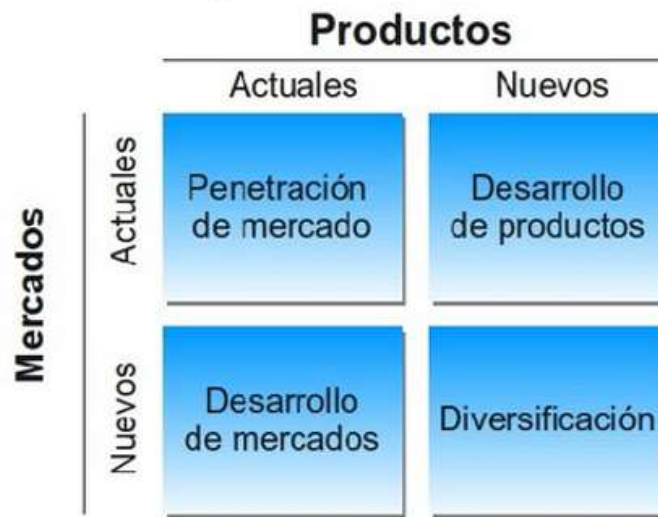 Productos
Actuales Nuevos
Mercados
Actuales
Penetración
de mercado
Desarrollo
de productos
Nuevos
Desarrollo
de mercados
Diversificación